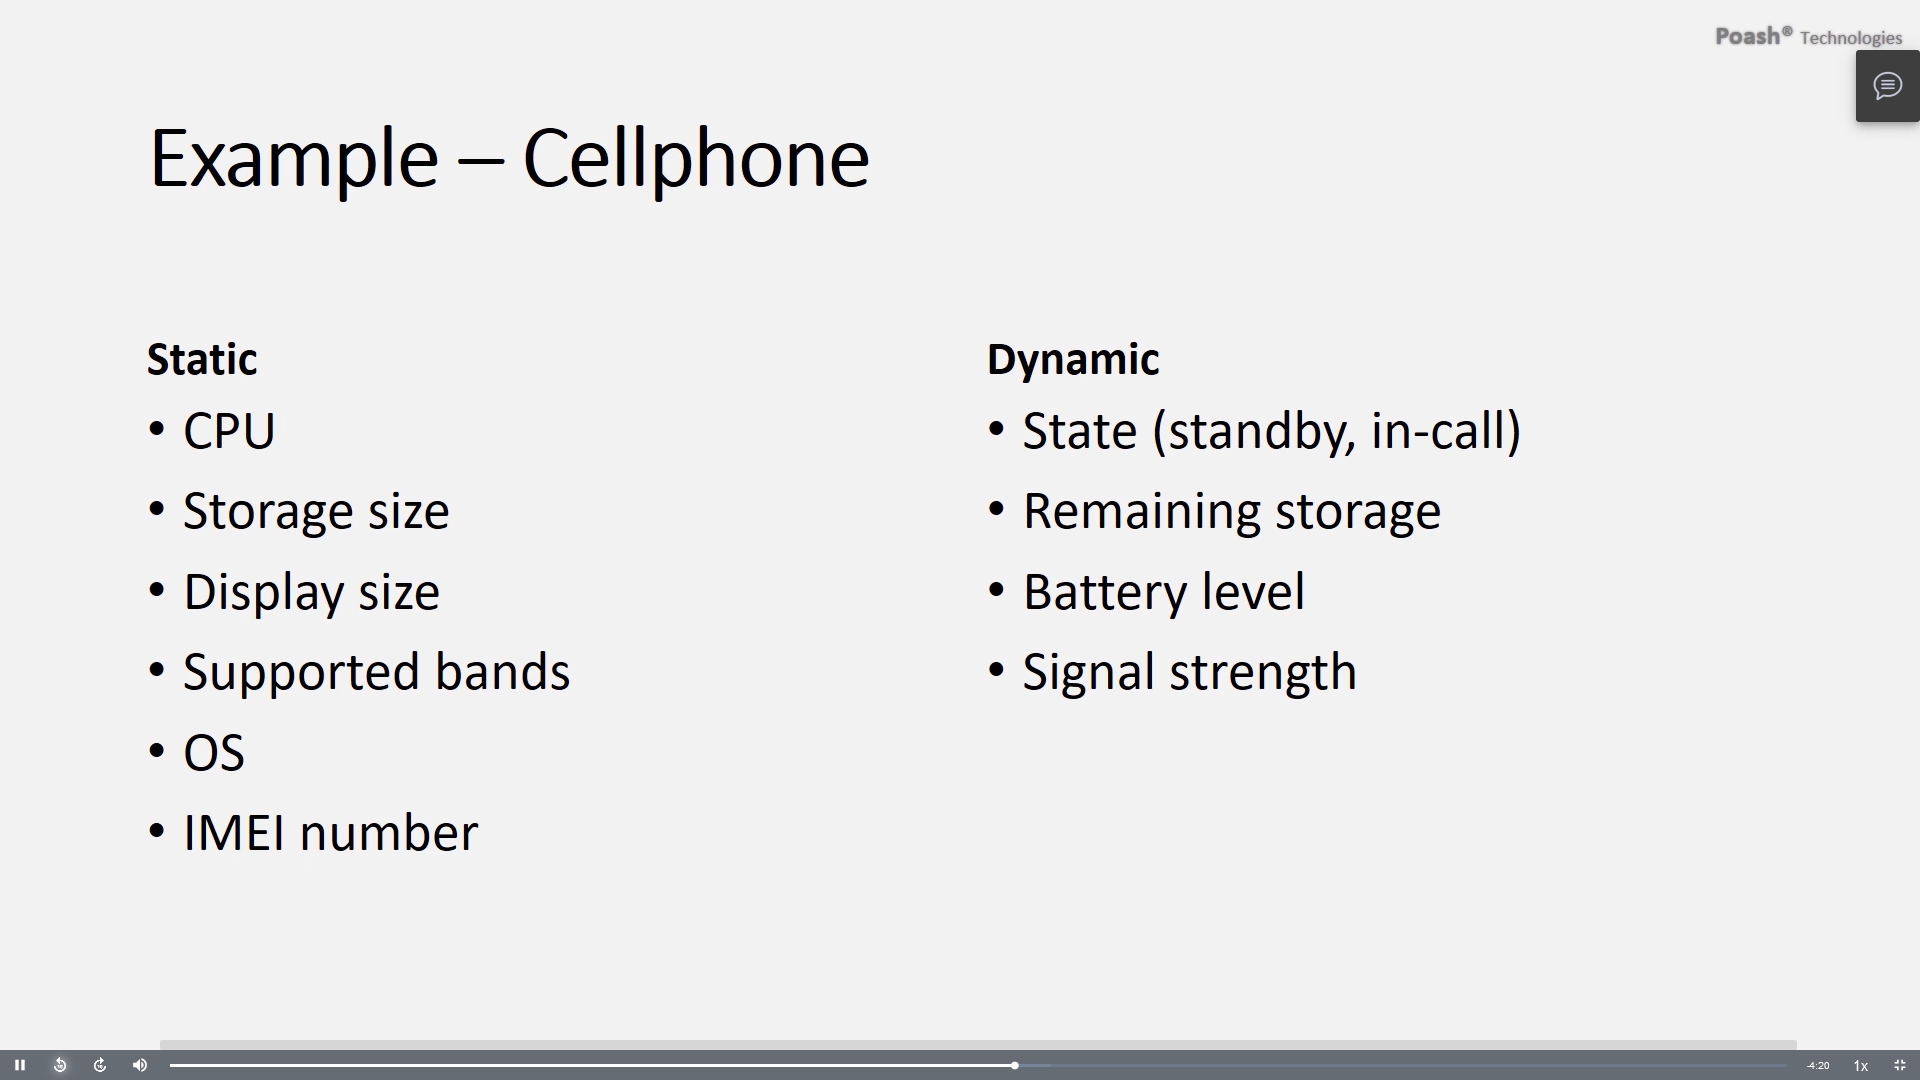 Poash® Technologies
Example – Cellphone
Static
• CPU
• Storage size
• Display size
• Supported bands
• OS
• IMEI number
Dynamic
• State (standby, in-call)
• Remaining storage
• Battery level
• Signal strength
-4:20 1x